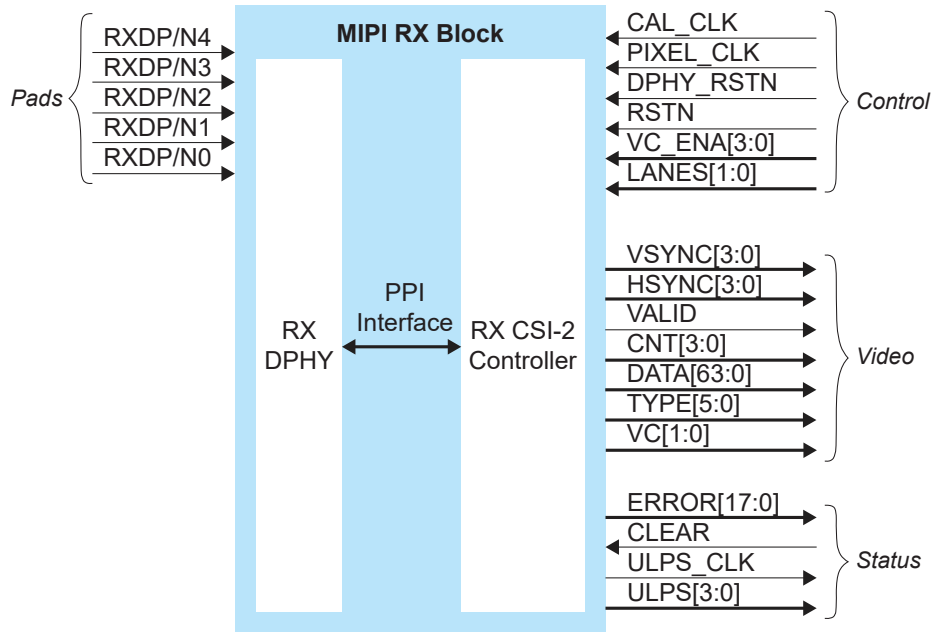 MIPI RX Block
Pads
RXDP/N4
RXDP/N3
RXDP/N2
RXDP/N1
RXDP/N0
RX
DPHY
PPI
Interface
RX CSI-2
Controller
CAL_CLK
PIXEL_CLK
DPHY_RSTN
RSTN
VC_ENA[3:0]
LANES[1:0]
Control
VSYNC[3:0]
HSYNC[3:0]
VALID
CNT[3:0]
DATA[63:0]
TYPE[5:0]
VC[1:0]
Video
ERROR[17:0]
CLEAR
ULPS_CLK
ULPS[3:0]
Status